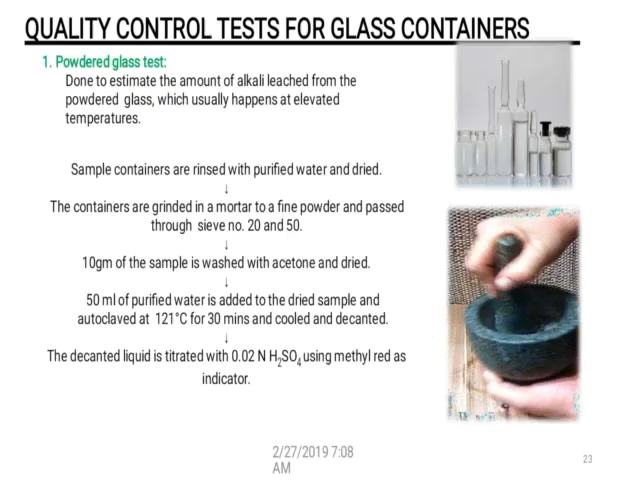 QUALITY CONTROL TESTS FOR GLASS CONTAINERS
1. Powdered glass test:
Done to estimate the amount of alkali leached from the
powdered glass, which usually happens at elevated
temperatures.
Sample containers are rinsed with purified water and dried.
↓
The containers are grinded in a mortar to a fine powder and passed
through sieve no. 20 and 50.
↓
10gm of the sample is washed with acetone and dried.
↓
50 ml of purified water is added to the dried sample and
autoclaved at 121°C for 30 mins and cooled and decanted.
↓
The decanted liquid is titrated with 0.02 N H₂SO₄ using methyl red as
indicator.
2/27/2019 7:08
AM
23